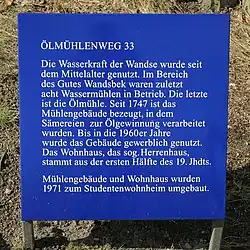 ÖLMÜHLENWEG 33
Die Wasserkraft der Wandse wurde seit
dem Mittelalter genutzt. Im Bereich
des Gutes Wandsbek waren zuletzt
acht Wassermühlen in Betrieb. Die letzte
ist die Ölmühle. Seit 1747 ist das
Mühlengebäude bezeugt, in dem
Sämereien zur Ölgewinnung verarbeitet
wurden. Bis in die 1960er Jahre
wurde das Gebäude gewerblich genutzt.
Das Wohnhaus, das sog. Herrenhaus,
stammt aus der ersten Hälfte des 19. Jhdts.
Mühlengebäude und Wohnhaus wurden
1971 zum Studentenwohnheim umgebaut.